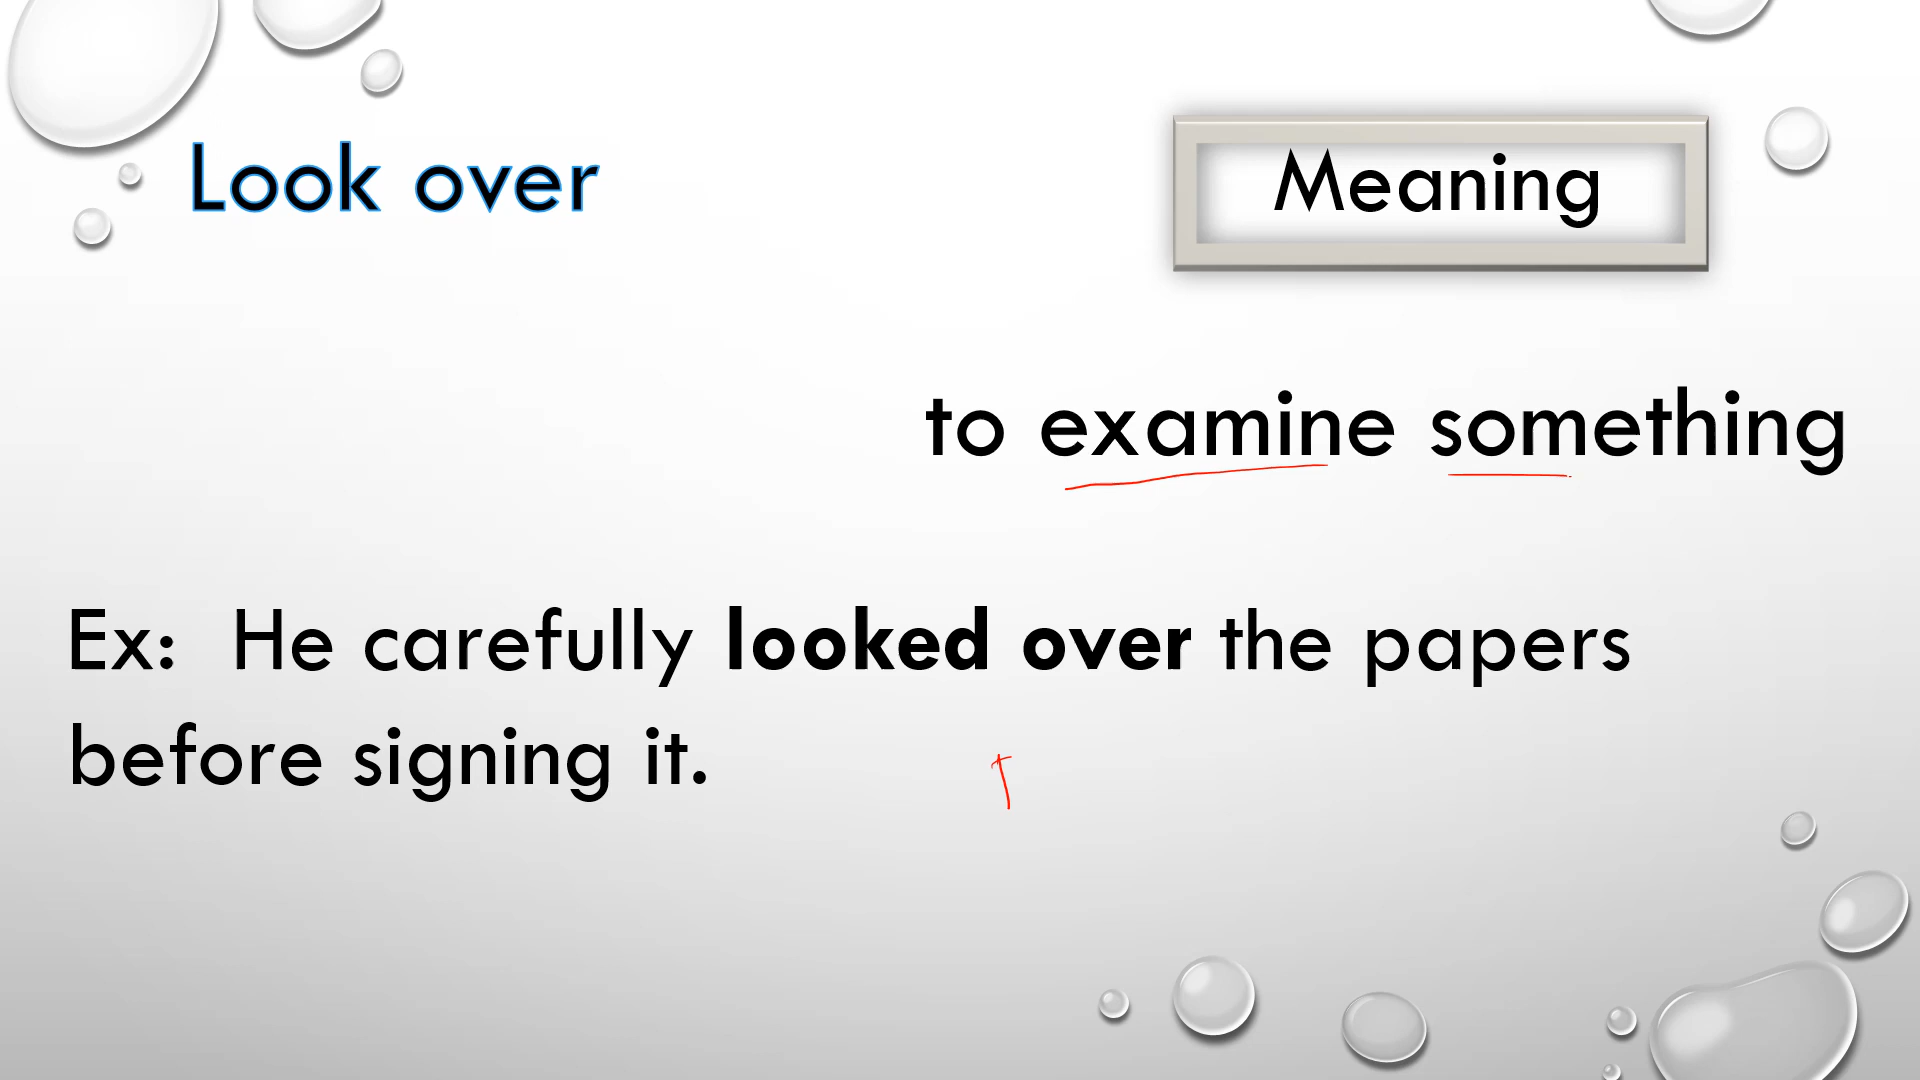 Look over
Meaning
to examine something
Ex: He carefully looked over the papers
before signing it.